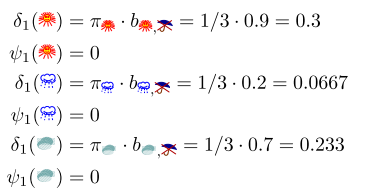 δ₁(☀) = π☀ · b☀,☂ = 1/3 · 0.9 = 0.3
ψ₁(☀) = 0
δ₁(🌧) = π🌧 · b🌧,☂ = 1/3 · 0.2 = 0.0667
ψ₁(🌧) = 0
δ₁(☁) = π☁ · b☁,☂ = 1/3 · 0.7 = 0.233
ψ₁(☁) = 0